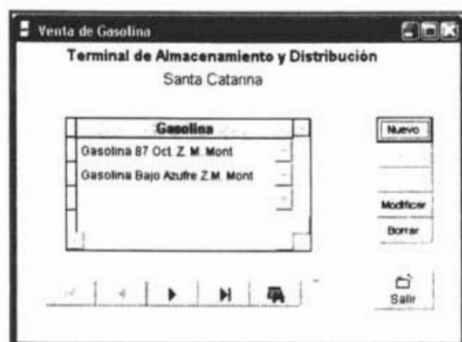 Venta de Gasolina
Terminal de Almacenamiento y Distribución
Santa Catarina
Gasolina
Nuevo
Gasolina 87 Oct. Z. M. Mont
Gasolina Bajo Azufre Z.M. Mont
Modificar
Borrar
Salir